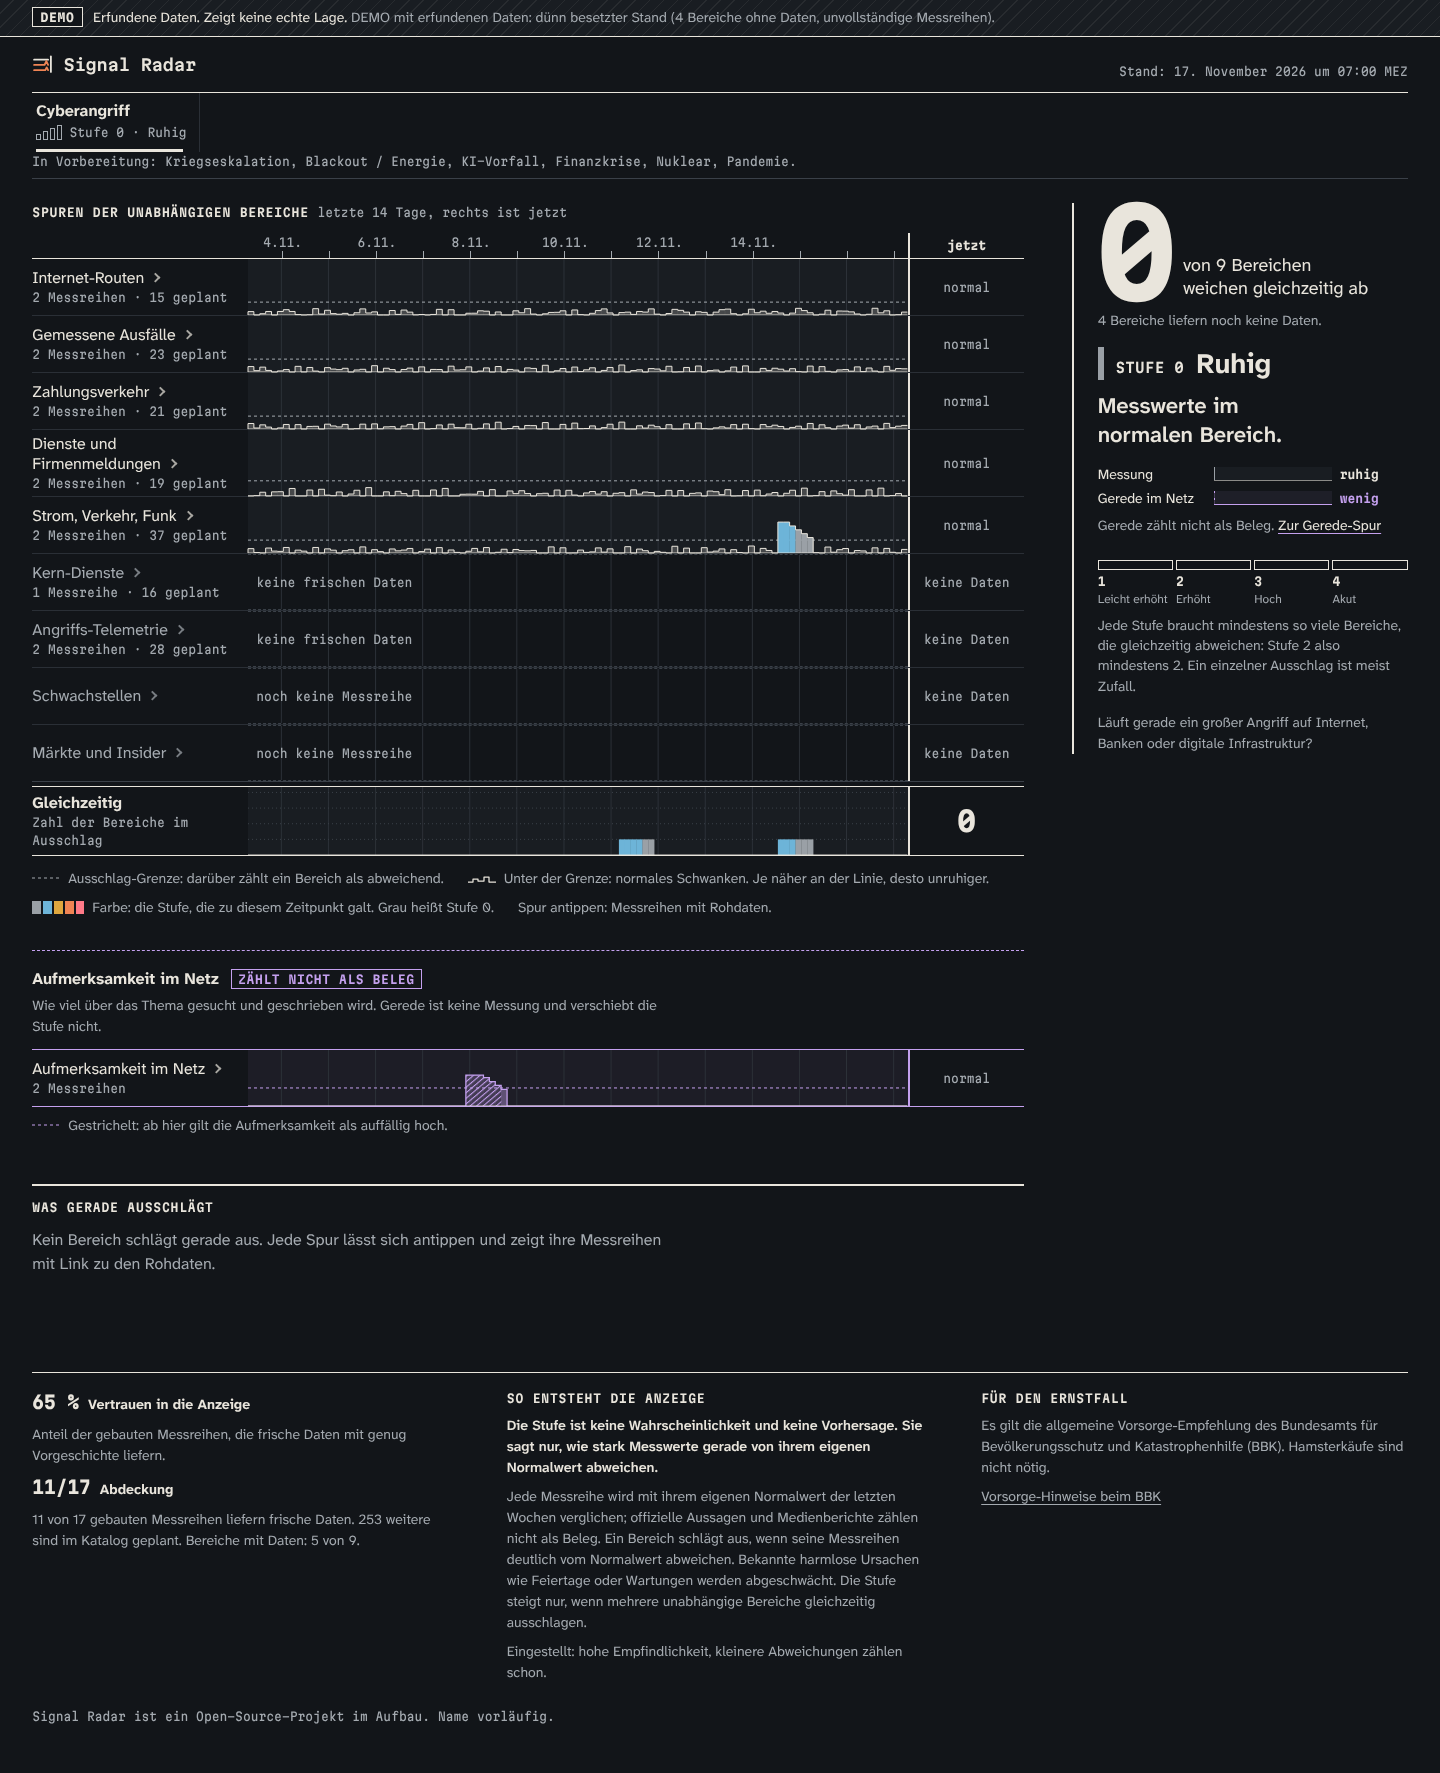 DEMO Erfundene Daten. Zeigt keine echte Lage. DEMO mit erfundenen Daten: dünn besetzter Stand (4 Bereiche ohne Daten, unvollständige Messreihen).
Signal Radar
Stand: 17. November 2026 um 07:00 MEZ
Cyberangriff
Stufe 0 · Ruhig
In Vorbereitung: Kriegseskalation, Blackout / Energie, KI-Vorfall, Finanzkrise, Nuklear, Pandemie.
SPUREN DER UNABHÄNGIGEN BEREICHE letzte 14 Tage, rechts ist jetzt
4.11. 6.11. 8.11. 10.11. 12.11. 14.11. jetzt
Internet-Routen
2 Messreihen · 15 geplant
normal
Gemessene Ausfälle
2 Messreihen · 23 geplant
normal
Zahlungsverkehr
2 Messreihen · 21 geplant
normal
Dienste und
Firmenmeldungen
2 Messreihen · 19 geplant
normal
Strom, Verkehr, Funk
2 Messreihen · 37 geplant
normal
Kern-Dienste
1 Messreihe · 16 geplant
keine frischen Daten
keine Daten
Angriffs-Telemetrie
2 Messreihen · 28 geplant
keine frischen Daten
keine Daten
Schwachstellen
noch keine Messreihe
keine Daten
Märkte und Insider
noch keine Messreihe
keine Daten
Gleichzeitig
Zahl der Bereiche im
Ausschlag
0
Ausschlag-Grenze: darüber zählt ein Bereich als abweichend. Unter der Grenze: normales Schwanken. Je näher an der Linie, desto unruhiger.
Farbe: die Stufe, die zu diesem Zeitpunkt galt. Grau heißt Stufe 0. Spur antippen: Messreihen mit Rohdaten.
Aufmerksamkeit im Netz ZÄHLT NICHT ALS BELEG
Wie viel über das Thema gesucht und geschrieben wird. Gerede ist keine Messung und verschiebt die
Stufe nicht.
Aufmerksamkeit im Netz
2 Messreihen
normal
Gestrichelt: ab hier gilt die Aufmerksamkeit als auffällig hoch.
WAS GERADE AUSSCHLÄGT
Kein Bereich schlägt gerade aus. Jede Spur lässt sich antippen und zeigt ihre Messreihen
mit Link zu den Rohdaten.
0 von 9 Bereichen
weichen gleichzeitig ab
4 Bereiche liefern noch keine Daten.
STUFE 0 Ruhig
Messwerte im
normalen Bereich.
Messung ruhig
Gerede im Netz wenig
Gerede zählt nicht als Beleg. Zur Gerede-Spur
1 2 3 4
Leicht erhöht Erhöht Hoch Akut
Jede Stufe braucht mindestens so viele Bereiche,
die gleichzeitig abweichen: Stufe 2 also
mindestens 2. Ein einzelner Ausschlag ist meist
Zufall.
Läuft gerade ein großer Angriff auf Internet,
Banken oder digitale Infrastruktur?
65 % Vertrauen in die Anzeige
Anteil der gebauten Messreihen, die frische Daten mit genug
Vorgeschichte liefern.
11/17 Abdeckung
11 von 17 gebauten Messreihen liefern frische Daten. 253 weitere
sind im Katalog geplant. Bereiche mit Daten: 5 von 9.
SO ENTSTEHT DIE ANZEIGE
Die Stufe ist keine Wahrscheinlichkeit und keine Vorhersage. Sie
sagt nur, wie stark Messwerte gerade von ihrem eigenen
Normalwert abweichen.
Jede Messreihe wird mit ihrem eigenen Normalwert der letzten
Wochen verglichen; offizielle Aussagen und Medienberichte zählen
nicht als Beleg. Ein Bereich schlägt aus, wenn seine Messreihen
deutlich vom Normalwert abweichen. Bekannte harmlose Ursachen
wie Feiertage oder Wartungen werden abgeschwächt. Die Stufe
steigt nur, wenn mehrere unabhängige Bereiche gleichzeitig
ausschlagen.
Eingestellt: hohe Empfindlichkeit, kleinere Abweichungen zählen
schon.
FÜR DEN ERNSTFALL
Es gilt die allgemeine Vorsorge-Empfehlung des Bundesamts für
Bevölkerungsschutz und Katastrophenhilfe (BBK). Hamsterkäufe sind
nicht nötig.
Vorsorge-Hinweise beim BBK
Signal Radar ist ein Open-Source-Projekt im Aufbau. Name vorläufig.